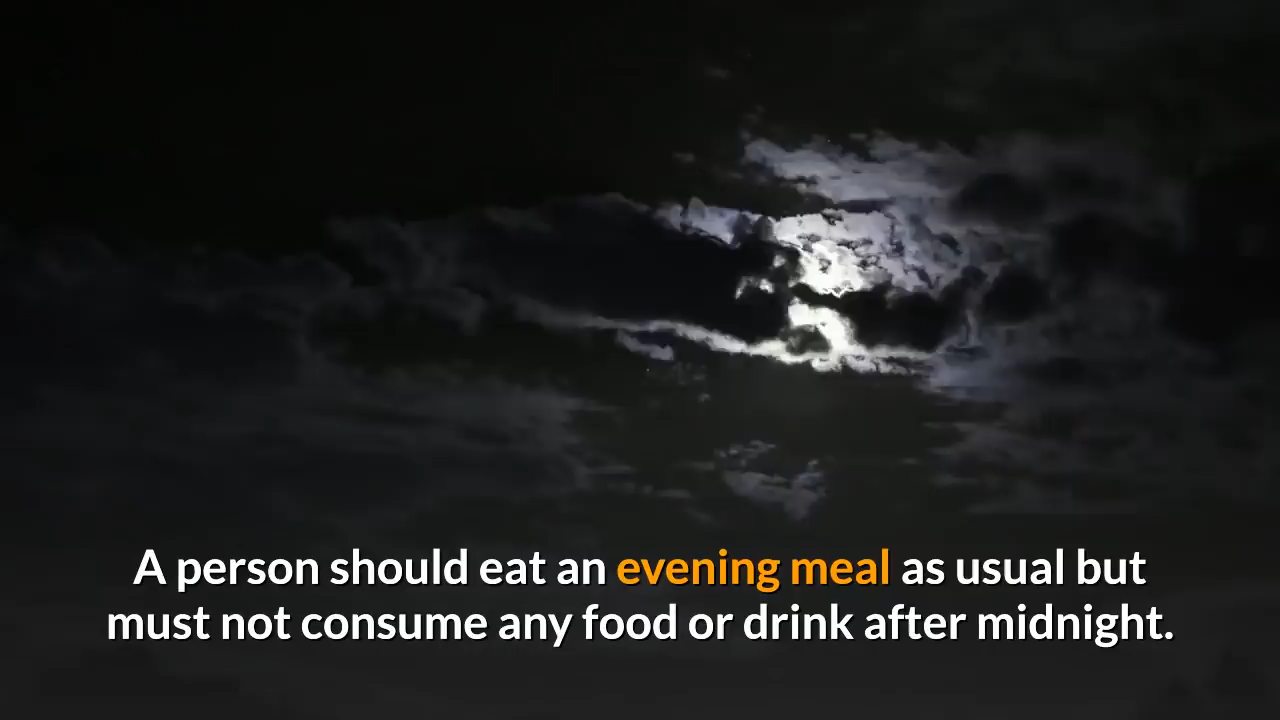 A person should eat an evening meal as usual but
must not consume any food or drink after midnight.